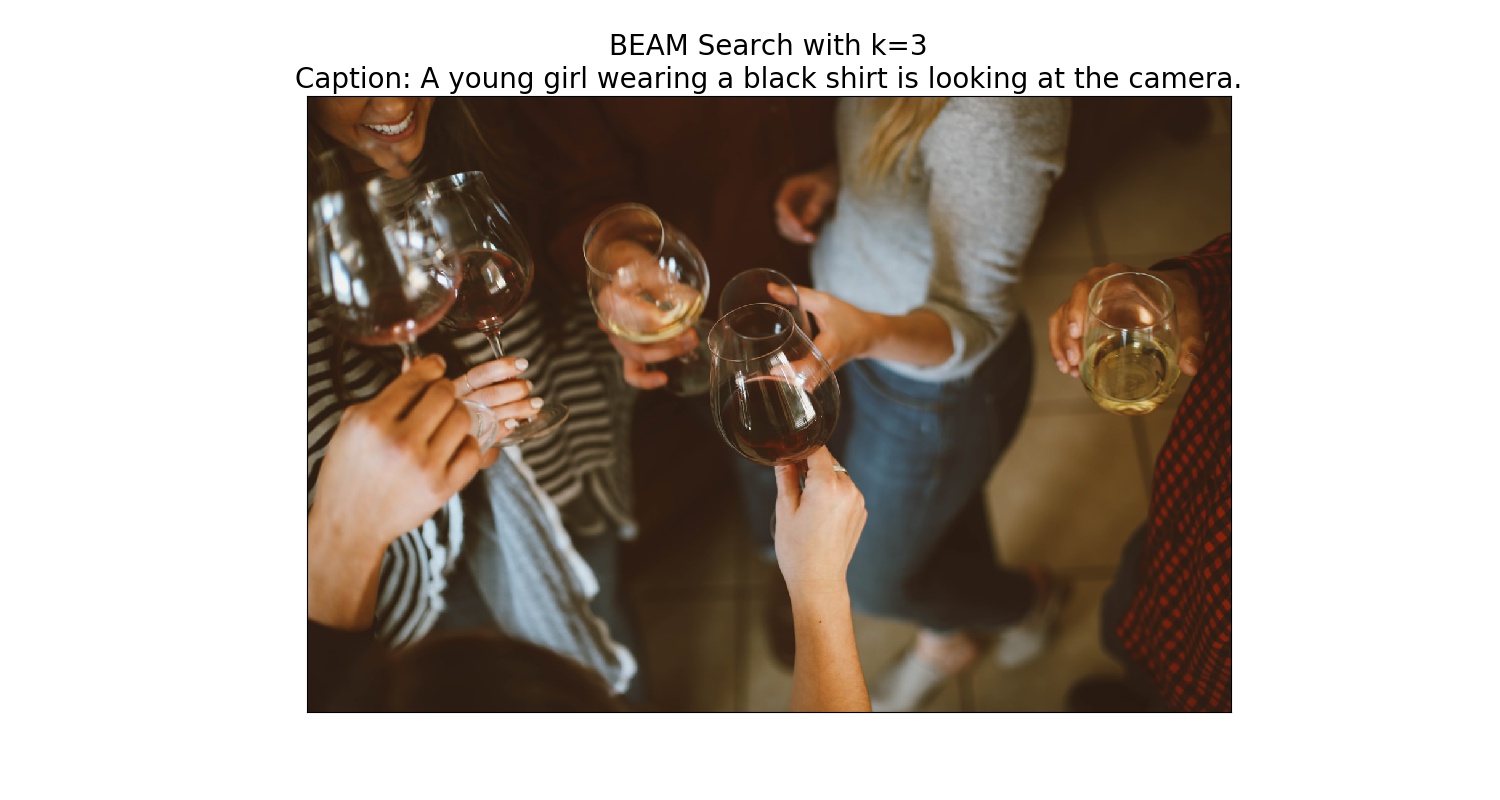 BEAM Search with k=3
Caption: A young girl wearing a black shirt is looking at the camera.